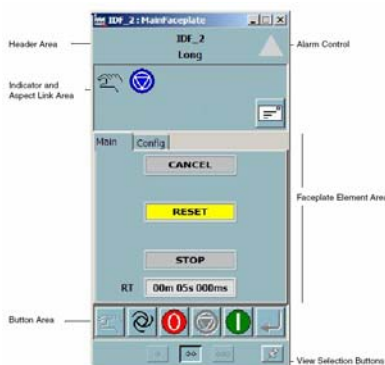 IDF_2 : MainFaceplate
Header Area
IDF_2
Long
Alarm Control
Indicator and
Aspect Link Area
Main
Config
CANCEL
Faceplate Element Area
RESET
STOP
RT
00m 05s 000ms
Button Area
View Selection Buttons